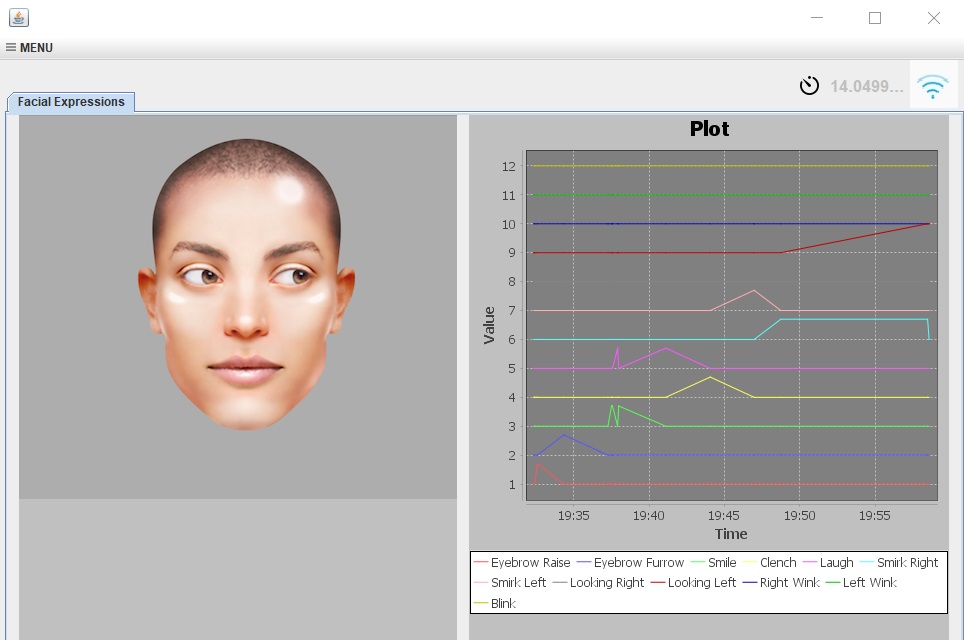 MENU
14.0499...
Facial Expressions
Plot
12
11
10
9
8
7
6
5
4
3
2
1
Value
19:35 19:40 19:45 19:50 19:55
Time
Eyebrow Raise Eyebrow Furrow Smile Clench Laugh Smirk Right
Smirk Left Looking Right Looking Left Right Wink Left Wink
Blink